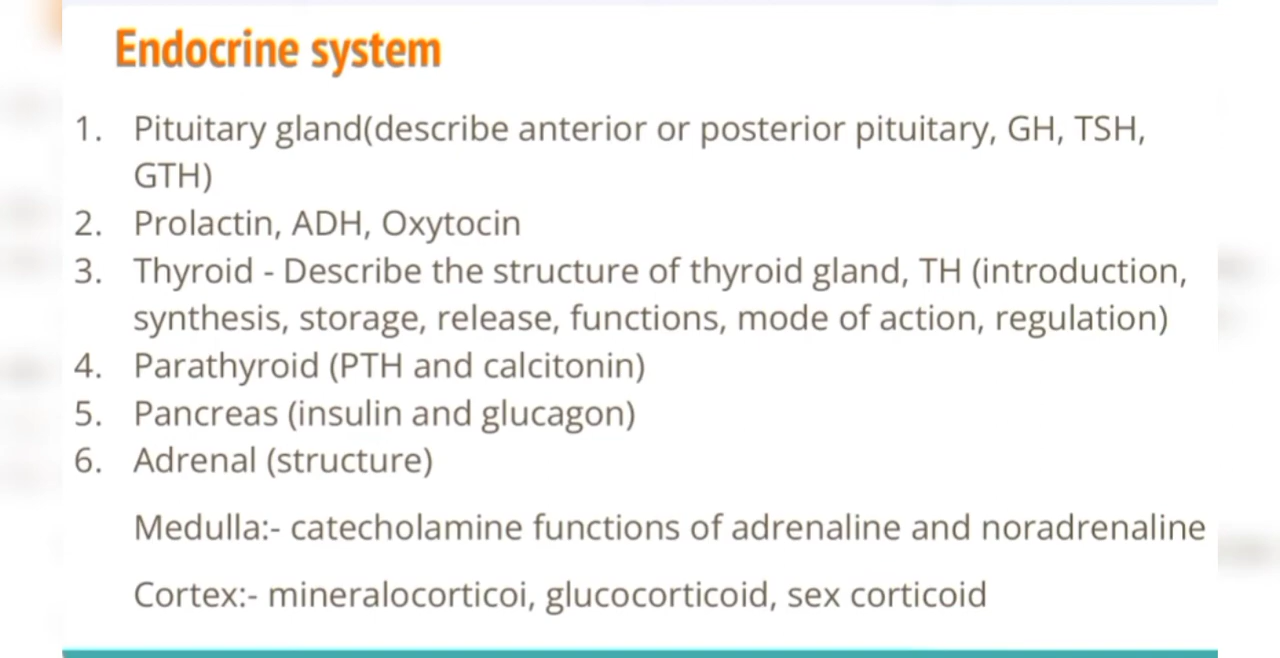 Endocrine system
1. Pituitary gland(describe anterior or posterior pituitary, GH, TSH,
GTH)
2. Prolactin, ADH, Oxytocin
3. Thyroid - Describe the structure of thyroid gland, TH (introduction,
synthesis, storage, release, functions, mode of action, regulation)
4. Parathyroid (PTH and calcitonin)
5. Pancreas (insulin and glucagon)
6. Adrenal (structure)
Medulla:- catecholamine functions of adrenaline and noradrenaline
Cortex:- mineralocorticoi, glucocorticoid, sex corticoid